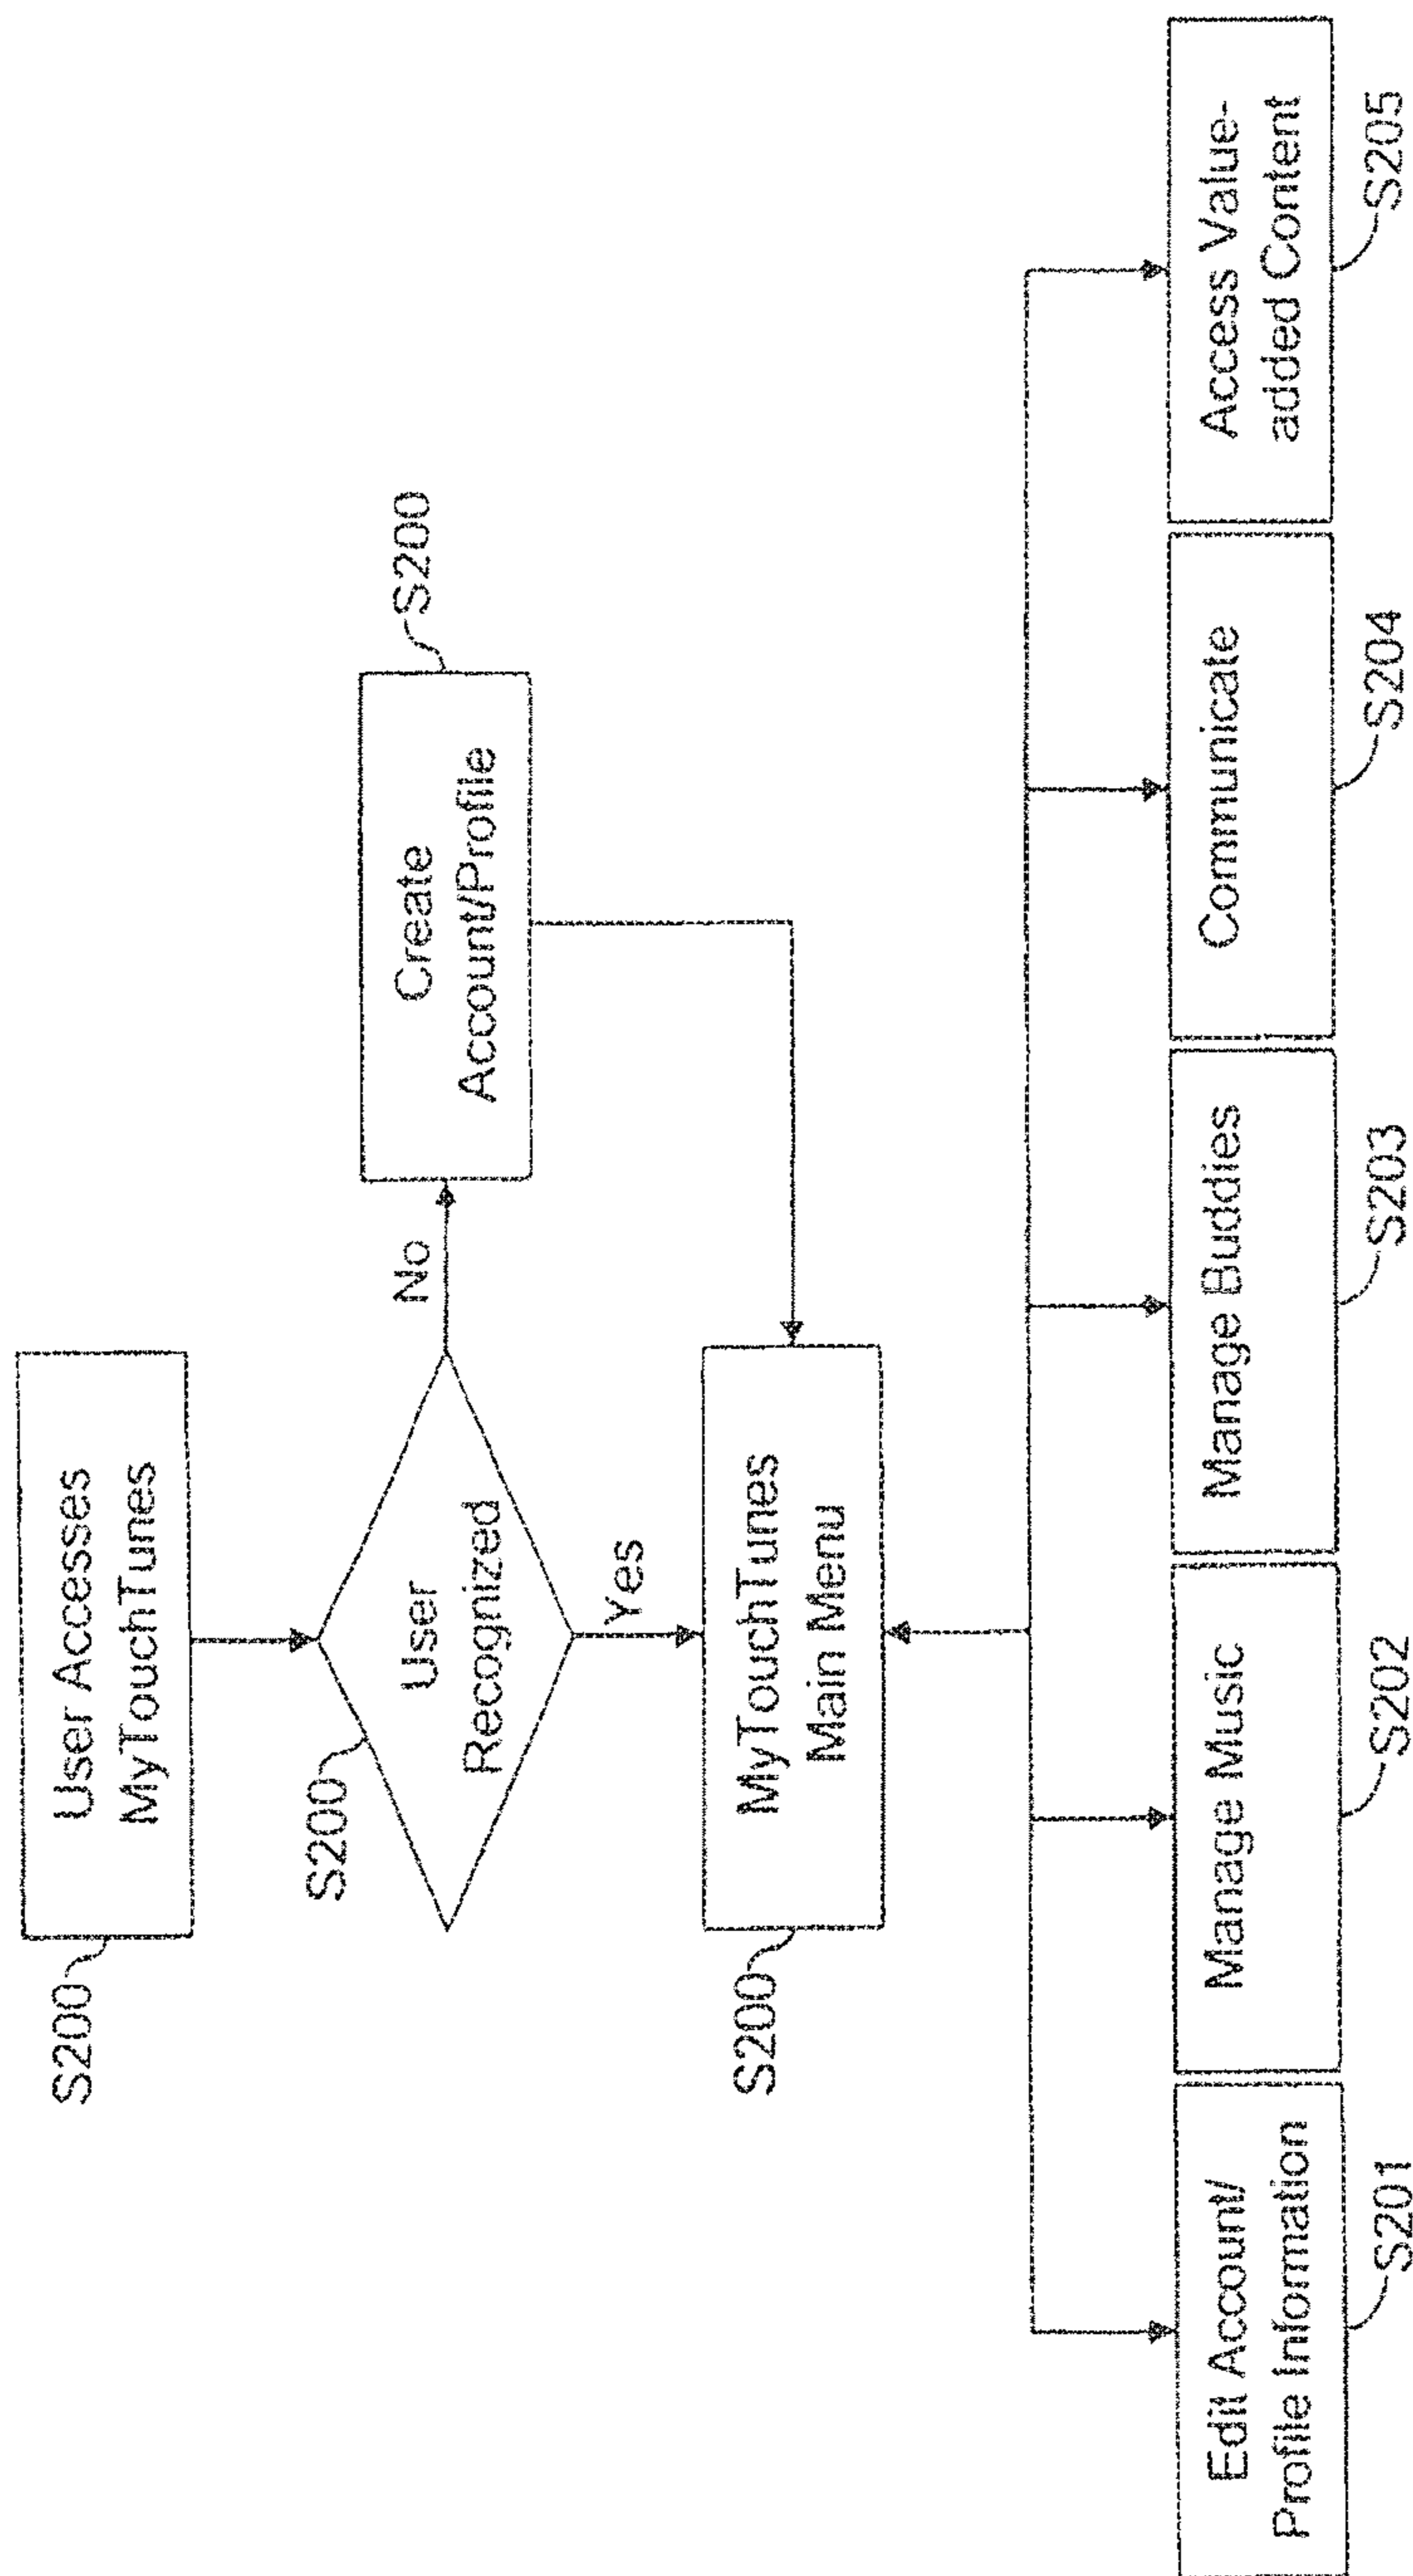 User Accesses
MyTouchTunes
S200
S200
User
Recognized
No
Create
Account/Profile
S200
Yes
MyTouchTunes
Main Menu
S200
Edit Account/
Profile Information
S201
Manage Music
S202
Manage Buddies
S203
Communicate
S204
Access Value-
added Content
S205